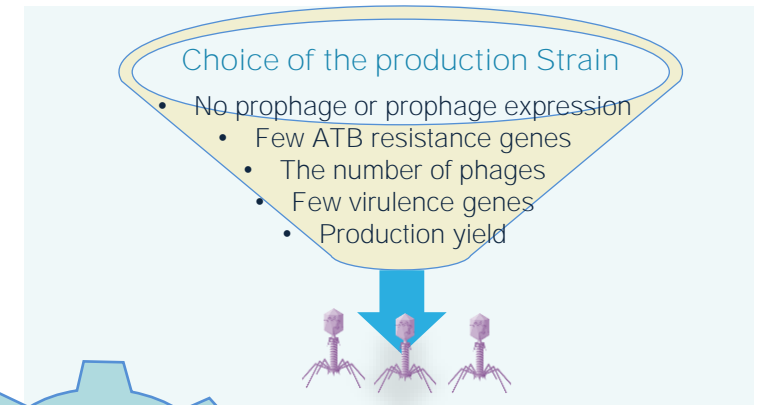 Choice of the production Strain
• No prophage or prophage expression
• Few ATB resistance genes
• The number of phages
• Few virulence genes
• Production yield